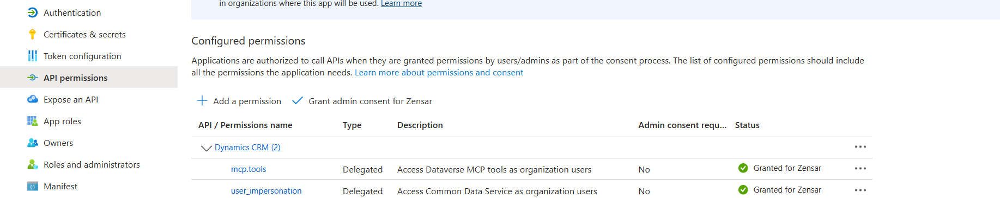 in organizations where this app will be used. Learn more
Authentication
Certificates & secrets
Token configuration
API permissions
Expose an API
App roles
Owners
Roles and administrators
Manifest
Configured permissions
Applications are authorized to call APIs when they are granted permissions by users/admins as part of the consent process. The list of configured permissions should include
all the permissions the application needs. Learn more about permissions and consent
Add a permission Grant admin consent for Zensar
API / Permissions name Type Description Admin consent requ... Status
Dynamics CRM (2)
mcp.tools Delegated Access Dataverse MCP tools as organization users No Granted for Zensar
user_impersonation Delegated Access Common Data Service as organization users No Granted for Zensar